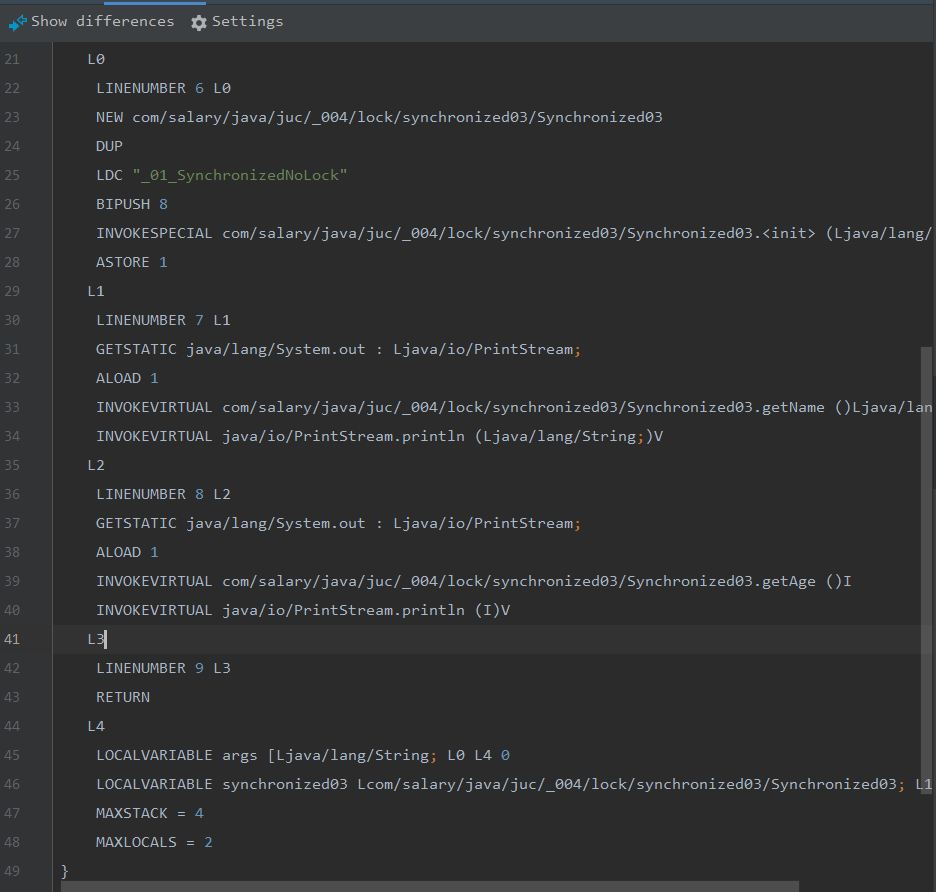 Show differences Settings
21 L0
22 LINENUMBER 6 L0
23 NEW com/salary/java/juc/_004/lock/synchronized03/Synchronized03
24 DUP
25 LDC "_01_SynchronizedNoLock"
26 BIPUSH 8
27 INVOKESPECIAL com/salary/java/juc/_004/lock/synchronized03/Synchronized03.<init> (Ljava/lang/
28 ASTORE 1
29 L1
30 LINENUMBER 7 L1
31 GETSTATIC java/lang/System.out : Ljava/io/PrintStream;
32 ALOAD 1
33 INVOKEVIRTUAL com/salary/java/juc/_004/lock/synchronized03/Synchronized03.getName ()Ljava/lan
34 INVOKEVIRTUAL java/io/PrintStream.println (Ljava/lang/String;)V
35 L2
36 LINENUMBER 8 L2
37 GETSTATIC java/lang/System.out : Ljava/io/PrintStream;
38 ALOAD 1
39 INVOKEVIRTUAL com/salary/java/juc/_004/lock/synchronized03/Synchronized03.getAge ()I
40 INVOKEVIRTUAL java/io/PrintStream.println (I)V
41 L3
42 LINENUMBER 9 L3
43 RETURN
44 L4
45 LOCALVARIABLE args [Ljava/lang/String; L0 L4 0
46 LOCALVARIABLE synchronized03 Lcom/salary/java/juc/_004/lock/synchronized03/Synchronized03; L1
47 MAXSTACK = 4
48 MAXLOCALS = 2
49 }